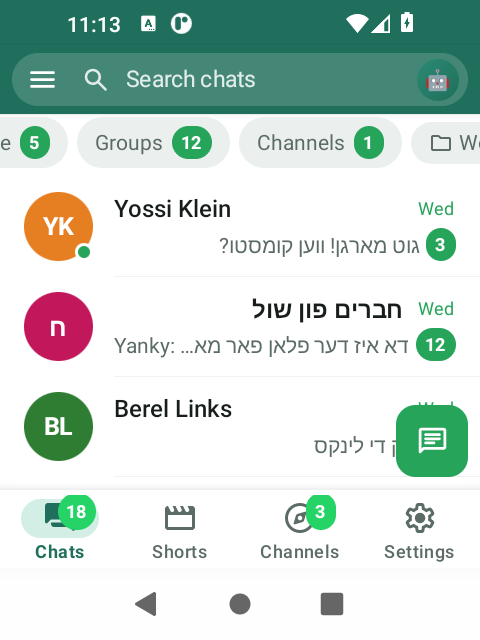 11:13
Search chats
e 5
Groups 12
Channels 1
W
YK
Yossi Klein
Wed
גוט מארגן! ווען קומסטו?
3
ח
חברים פון שול
Wed
Yanky: דא איז דער פלאן פאר מא...
12
BL
Berel Links
די לינקס
18
3
Chats
Shorts
Channels
Settings